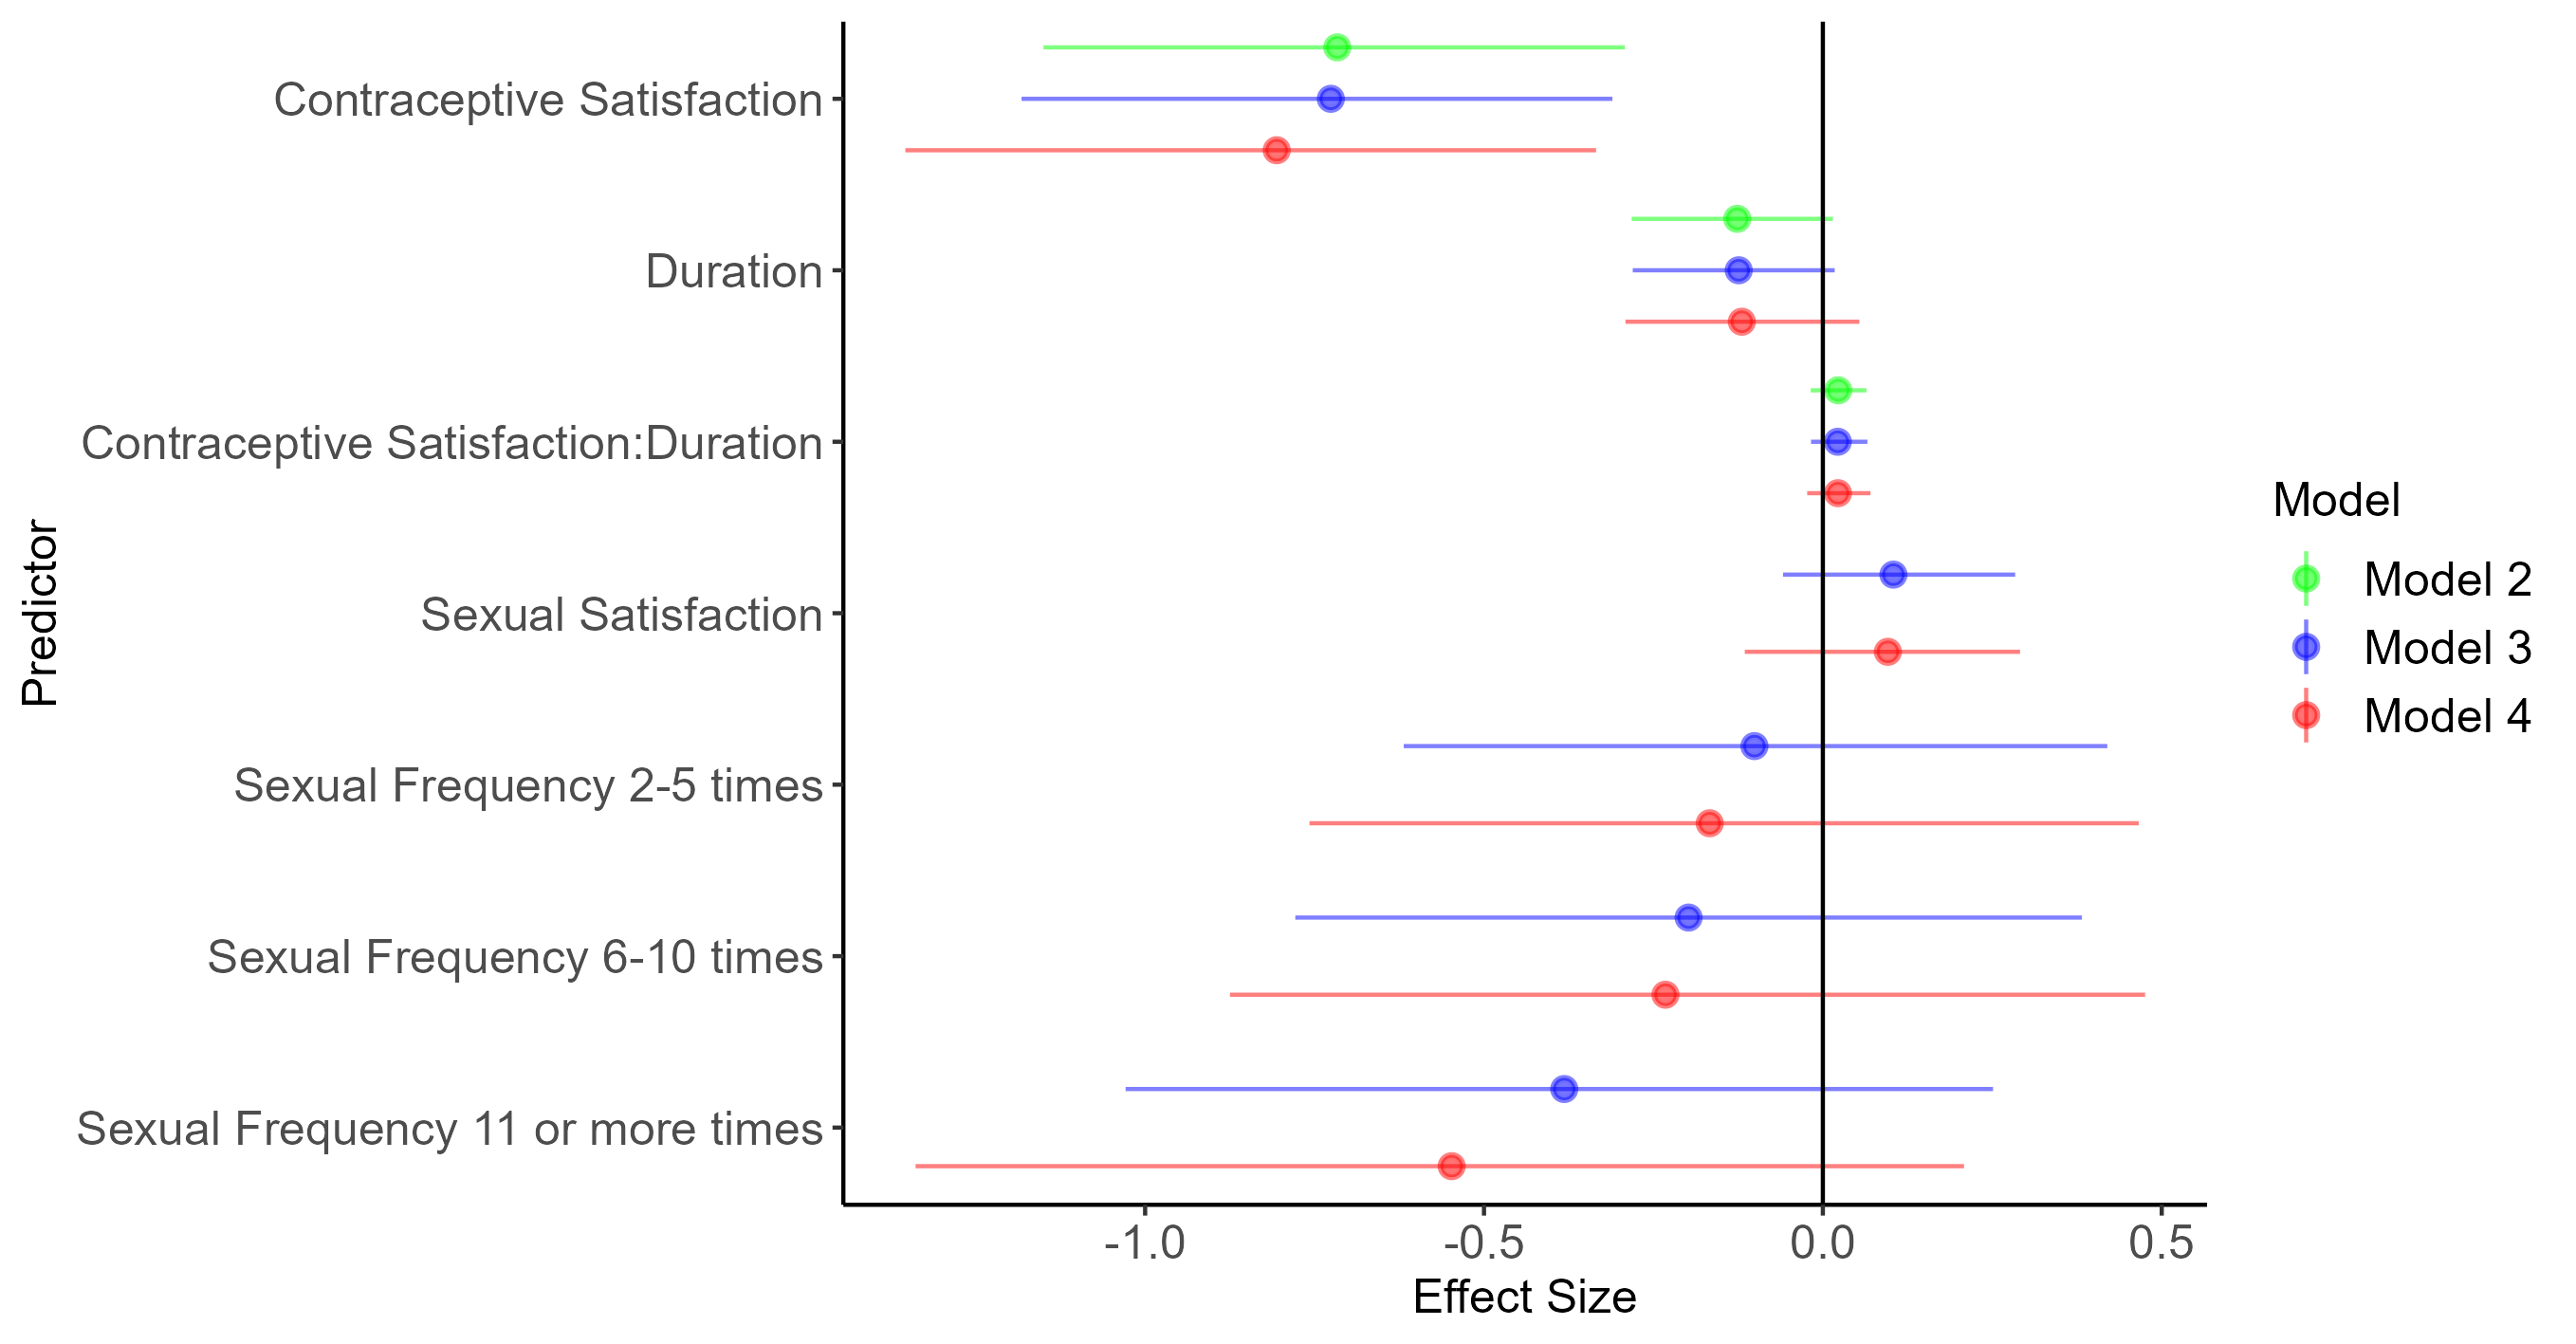 Contraceptive Satisfaction
Duration
Contraceptive Satisfaction:Duration
Sexual Satisfaction
Sexual Frequency 2-5 times
Sexual Frequency 6-10 times
Sexual Frequency 11 or more times
Predictor
-1.0
-0.5
0.0
0.5
Effect Size
Model
Model 2
Model 3
Model 4